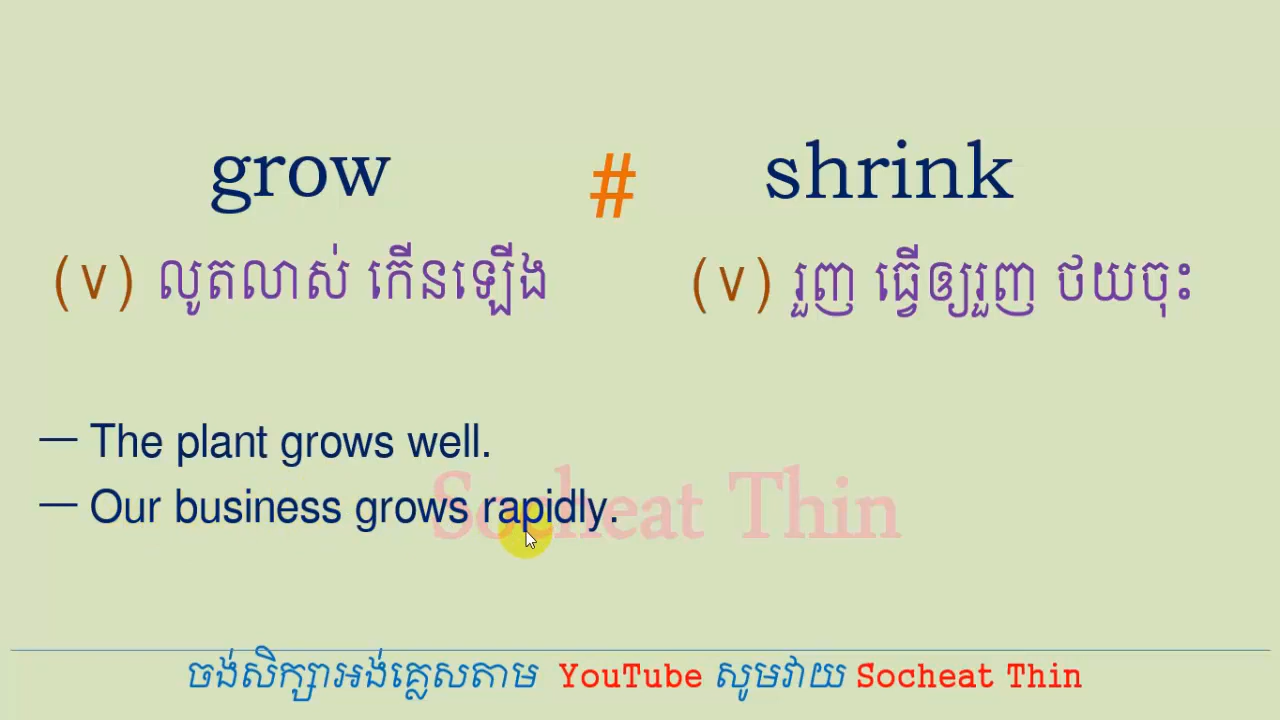 grow # shrink
(v) លូតលាស់ កើនឡើង (v) រួញ ធ្វើឲ្យរួញ ថយចុះ
— The plant grows well.
— Our business grows rapidly.
Socheat Thin
ចង់សិក្សាអង់គ្លេសតាម YouTube សូមវាយ Socheat Thin